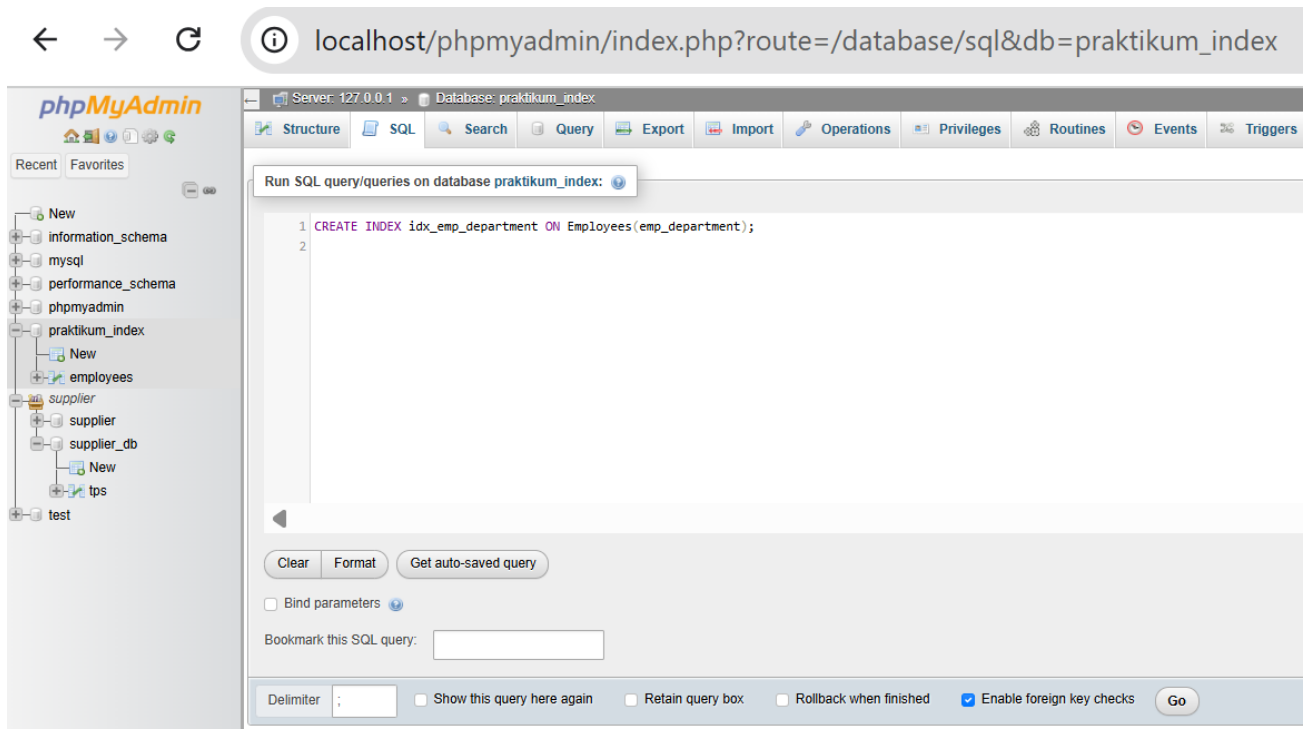 localhost/phpmyadmin/index.php?route=/database/sql&db=praktikum_index
phpMyAdmin
Recent Favorites
New
information_schema
mysql
performance_schema
phpmyadmin
praktikum_index
New
employees
supplier
supplier
supplier_db
New
tps
test
Server: 127.0.0.1 » Database: praktikum_index
Structure SQL Search Query Export Import Operations Privileges Routines Events Triggers
Run SQL query/queries on database praktikum_index:
1 CREATE INDEX idx_emp_department ON Employees(emp_department);
2
Clear Format Get auto-saved query
Bind parameters
Bookmark this SQL query:
Delimiter ; Show this query here again Retain query box Rollback when finished Enable foreign key checks Go